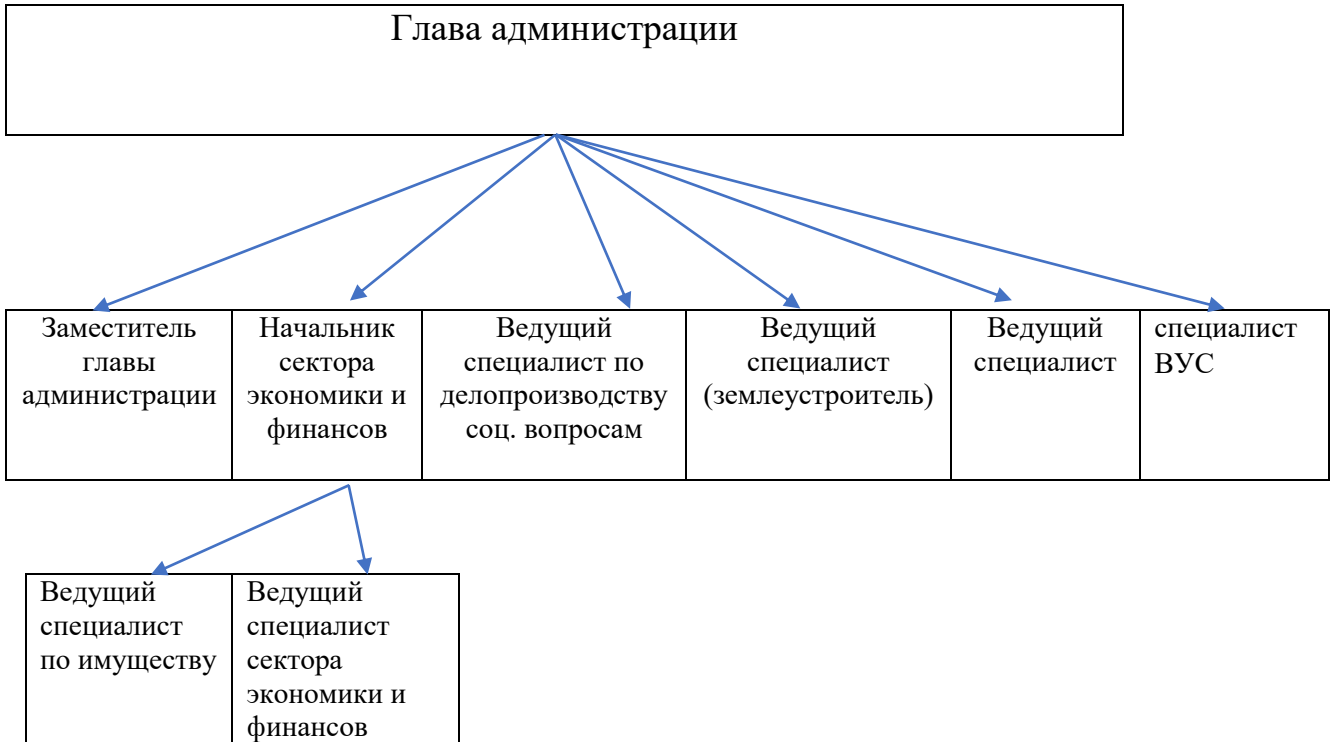 Глава администрации
Заместитель
главы
администрации
Начальник
сектора
экономики и
финансов
Ведущий
специалист по
делопроизводству
соц. вопросам
Ведущий
специалист
(землеустроитель)
Ведущий
специалист
специалист
ВУС
Ведущий
специалист
по имуществу
Ведущий
специалист
сектора
экономики и
финансов